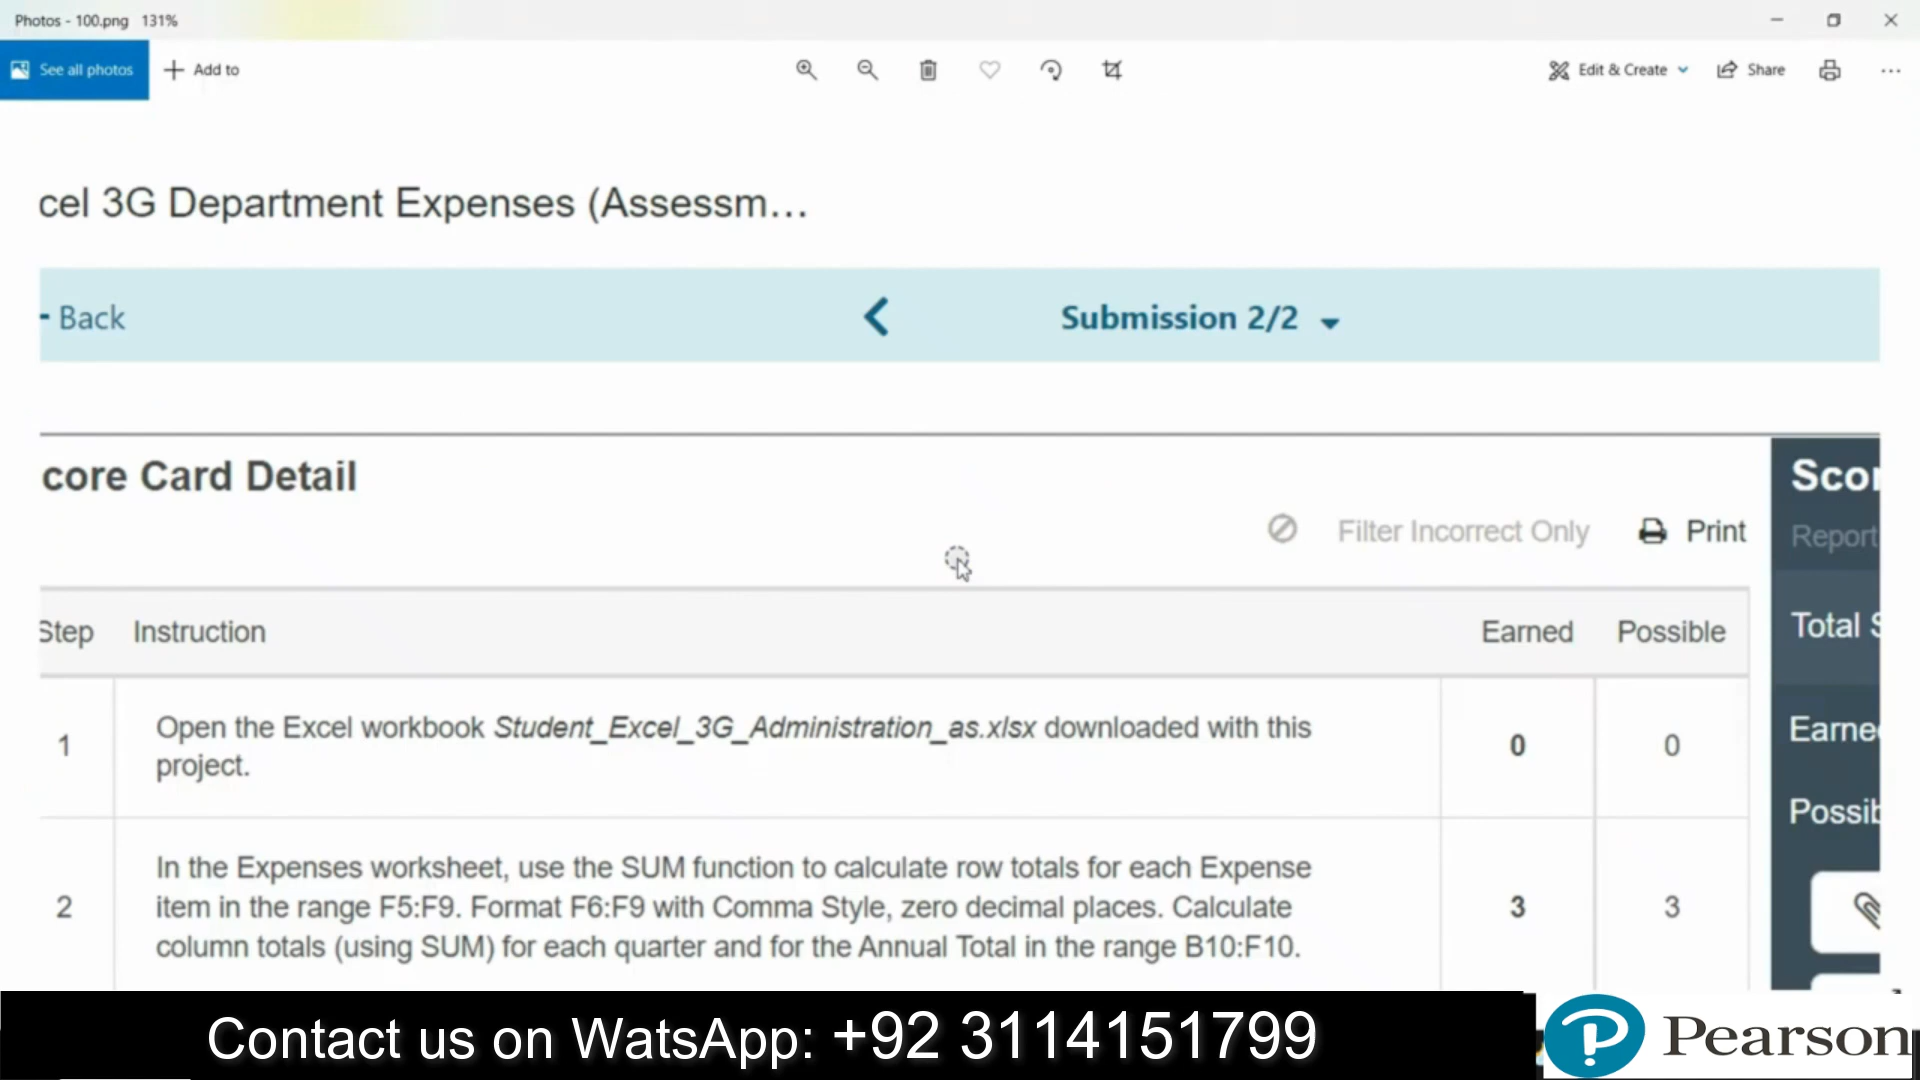 Photos - 100.png 131%
See all photos
Add to
Edit & Create
Share
cel 3G Department Expenses (Assessm...
Back
Submission 2/2
core Card Detail
Filter Incorrect Only
Print
Scor
Report
Step Instruction Earned Possible
Total S
1 Open the Excel workbook Student_Excel_3G_Administration_as.xlsx downloaded with this
project.
0 0
Earne
Possib
2 In the Expenses worksheet, use the SUM function to calculate row totals for each Expense
item in the range F5:F9. Format F6:F9 with Comma Style, zero decimal places. Calculate
column totals (using SUM) for each quarter and for the Annual Total in the range B10:F10.
3 3
Contact us on WatsApp: +92 3114151799
Pearson